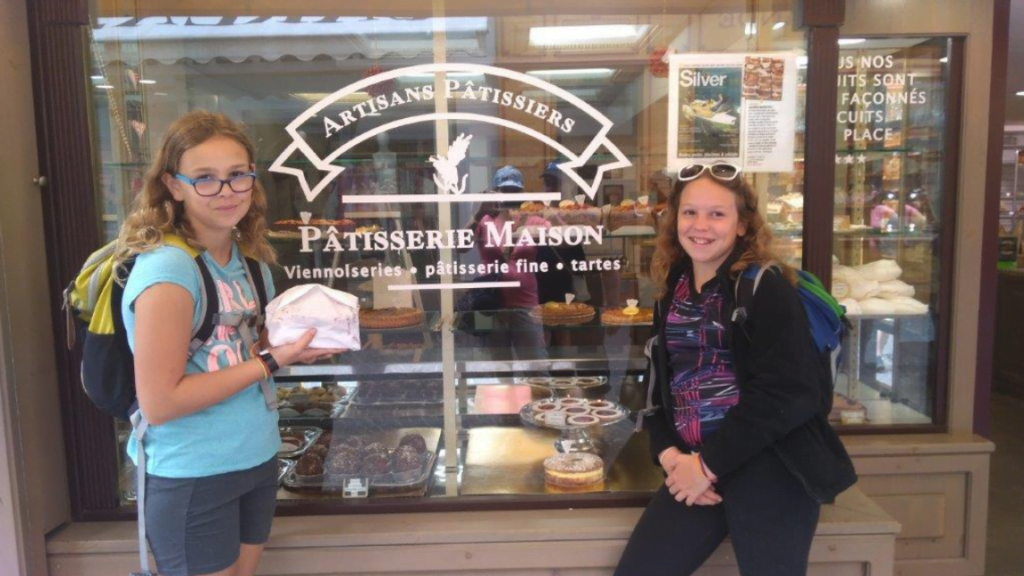 ARTISANS PÂTISSIERS
PÂTISSERIE MAISON
Viennoiseries • pâtisserie fine • tartes
Silver
US NOS
UITS SONT
FAÇONNÉS
CUITS
PLACE